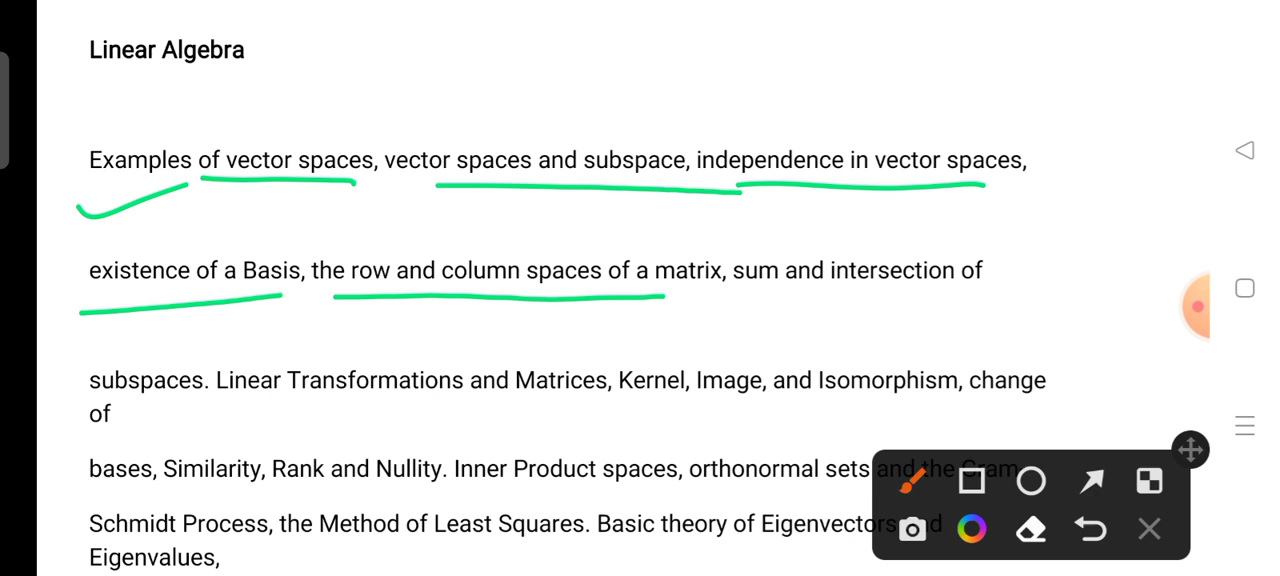 Linear Algebra
Examples of vector spaces, vector spaces and subspace, independence in vector spaces,
existence of a Basis, the row and column spaces of a matrix, sum and intersection of
subspaces. Linear Transformations and Matrices, Kernel, Image, and Isomorphism, change
of
bases, Similarity, Rank and Nullity. Inner Product spaces, orthonormal sets and the Gram
Schmidt Process, the Method of Least Squares. Basic theory of Eigenvectors and
Eigenvalues,